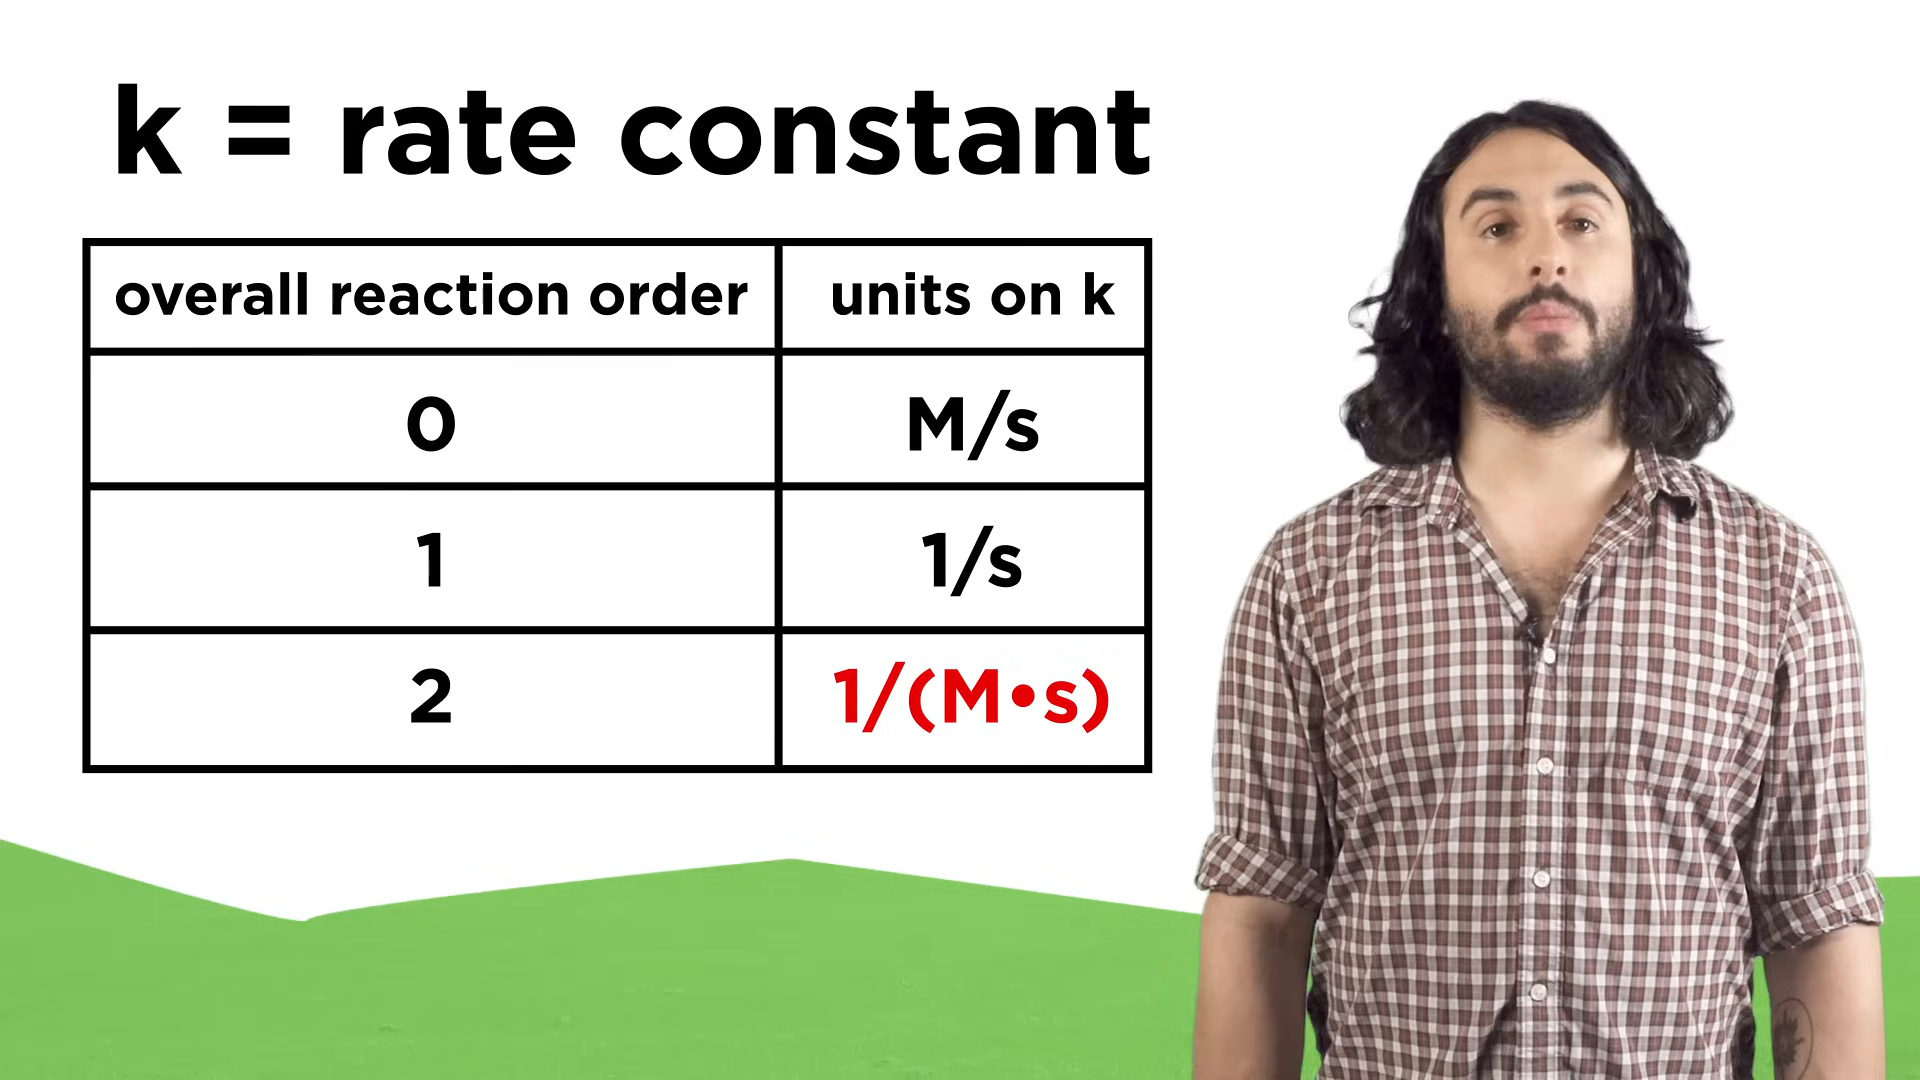 k = rate constant
overall reaction order units on k
0 M/s
1 1/s
2 1/(M•s)